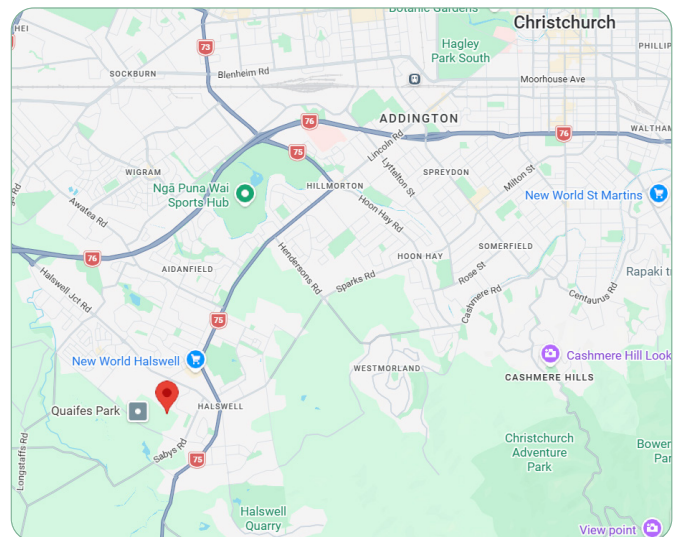 Botanic Gardens
HEI
Christchurch
Hagley
Park South
PHILLIP
73
SOCKBURN
Blenheim Rd
Moorhouse Ave
76
ADDINGTON
76
WALTHAM
75
Lincoln Rd
Lyttelton St
WIGRAM
SPREYDON
Milton St
Ngā Puna Wai
Sports Hub
HILLMORTON
New World St Martins
Hoon Hay Rd
Awatea Rd
SOMERFIELD
76
AIDANFIELD
HOON HAY
Hendersons Rd
Sparks Rd
Rose St
Rapaki t
Halswell Jct Rd
Cashmere Rd
Centaurus Rd
75
New World Halswell
Cashmere Hill Look
WESTMORLAND
CASHMERE HILLS
Quaifes Park
HALSWELL
Longstaffs Rd
Sabys Rd
75
Christchurch
Adventure
Park
Bower
Par
Halswell
Quarry
View point